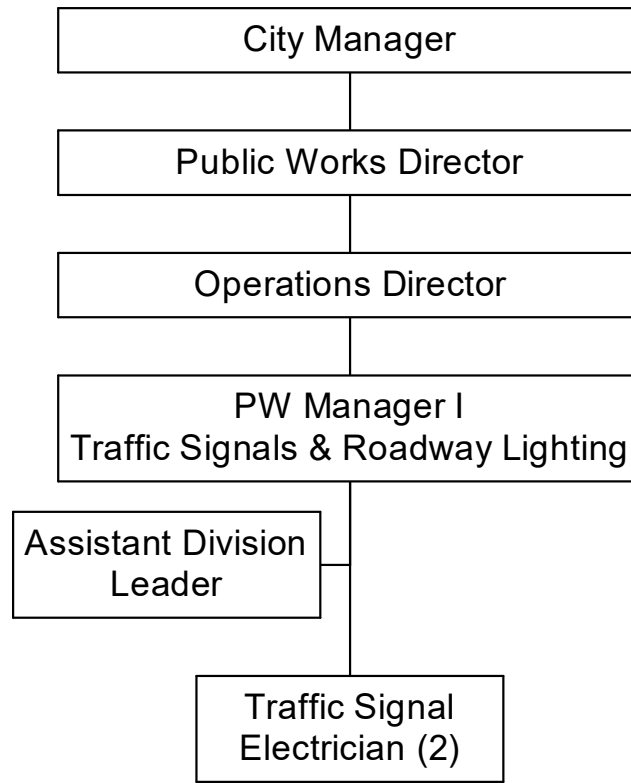 City Manager
Public Works Director
Operations Director
PW Manager I
Traffic Signals & Roadway Lighting
Assistant Division
Leader
Traffic Signal
Electrician (2)